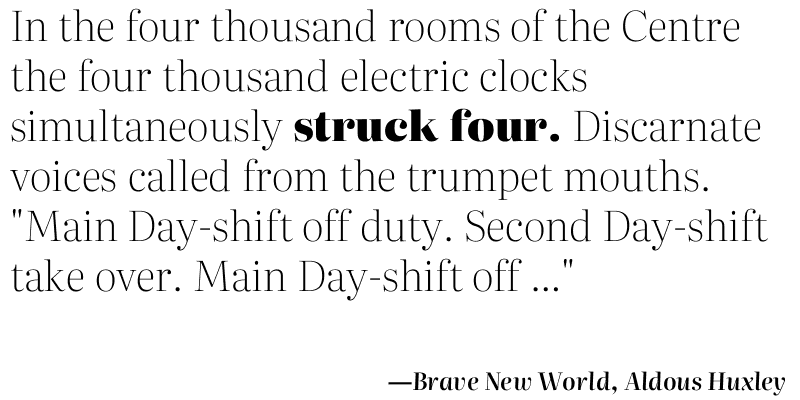 In the four thousand rooms of the Centre
the four thousand electric clocks
simultaneously struck four. Discarnate
voices called from the trumpet mouths.
"Main Day-shift off duty. Second Day-shift
take over. Main Day-shift off ..."
—Brave New World, Aldous Huxley